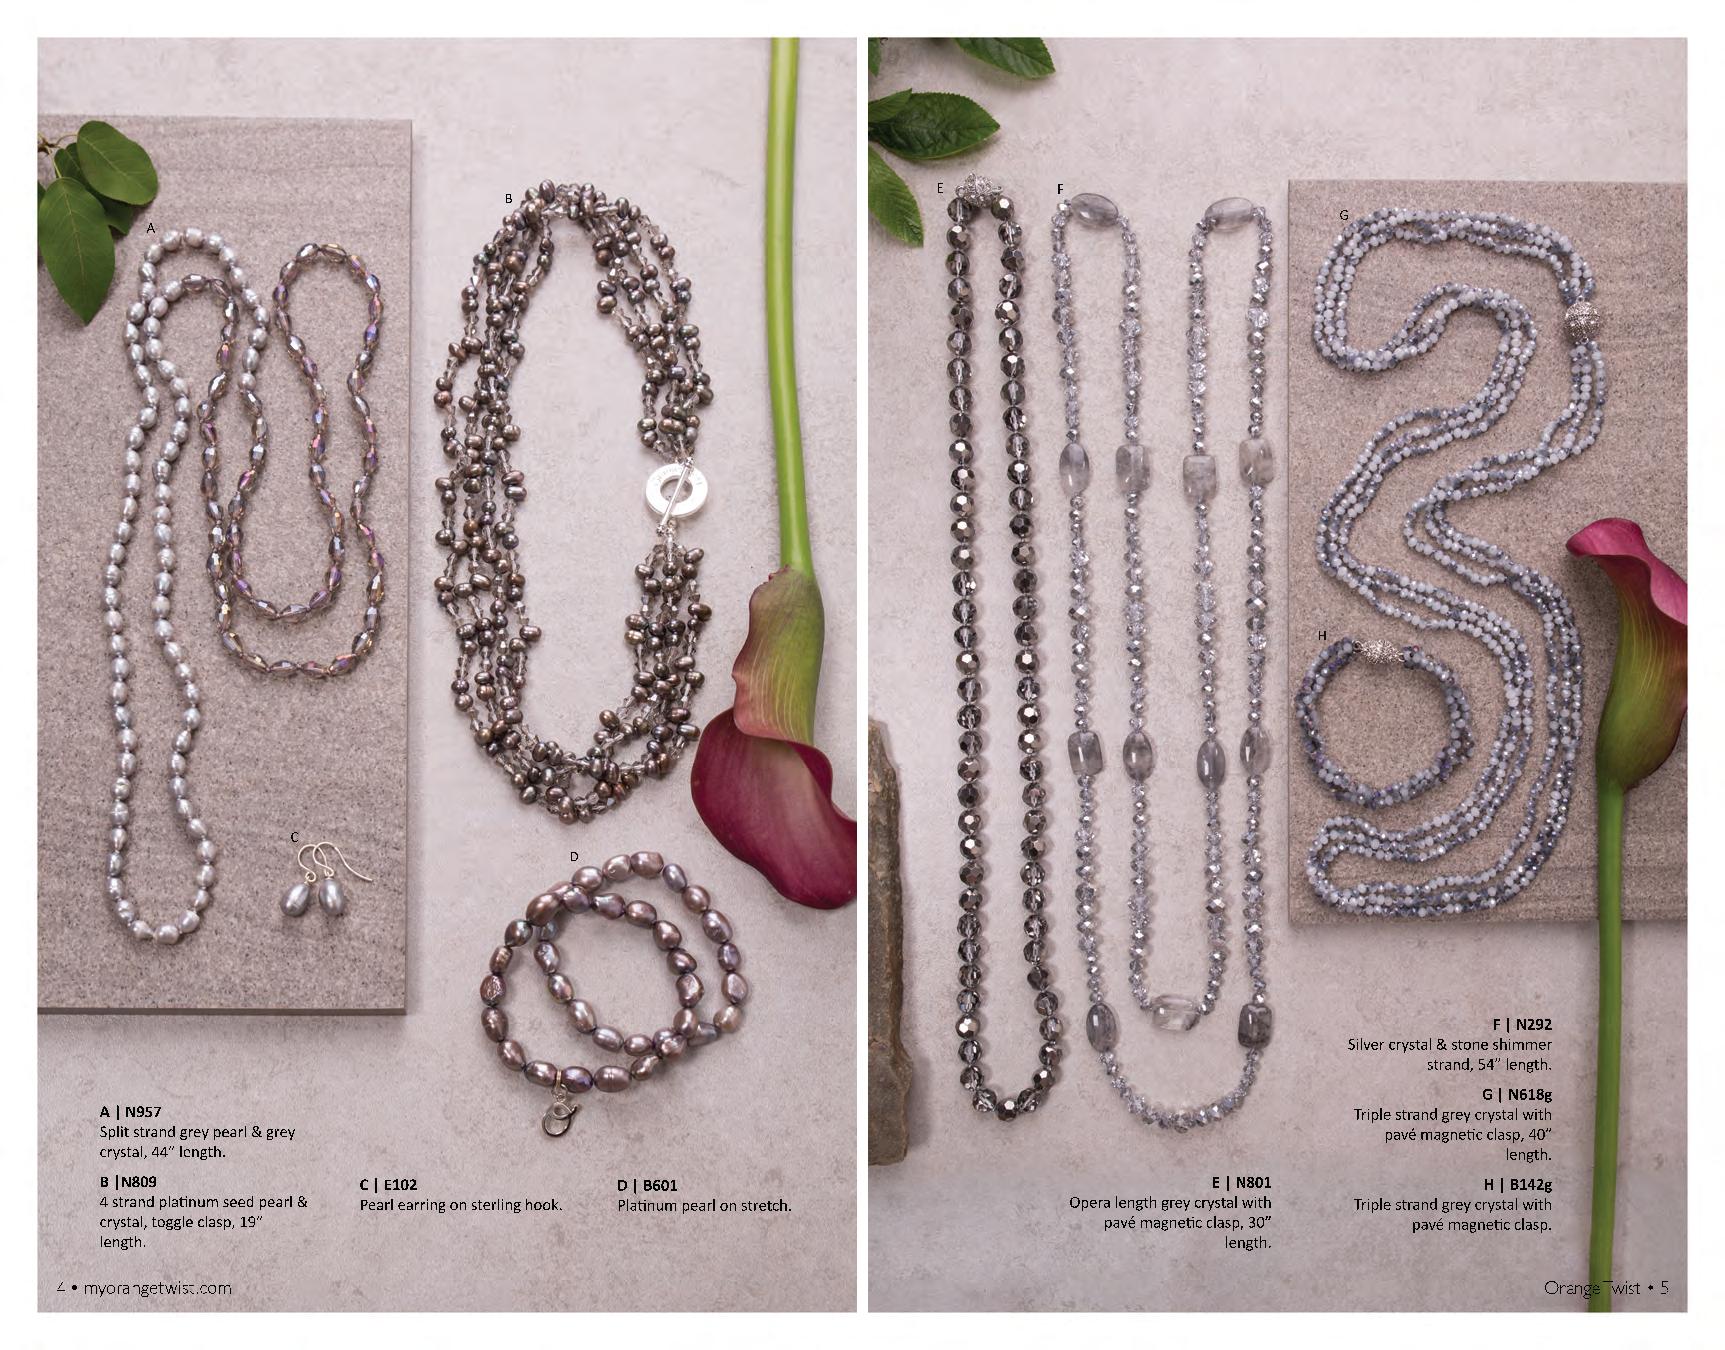 A
B
C
D
A | N957
Split strand grey pearl & grey
crystal, 44” length.
B |N809
4 strand platinum seed pearl &
crystal, toggle clasp, 19”
length.
C | E102
Pearl earring on sterling hook.
D | B601
Platinum pearl on stretch.
4 • myorangetwist.com
E
F
G
H
E | N801
Opera length grey crystal with
pavé magnetic clasp, 30”
length.
F | N292
Silver crystal & stone shimmer
strand, 54” length.
G | N618g
Triple strand grey crystal with
pavé magnetic clasp, 40”
length.
H | B142g
Triple strand grey crystal with
pavé magnetic clasp.
OrangeTwist • 5